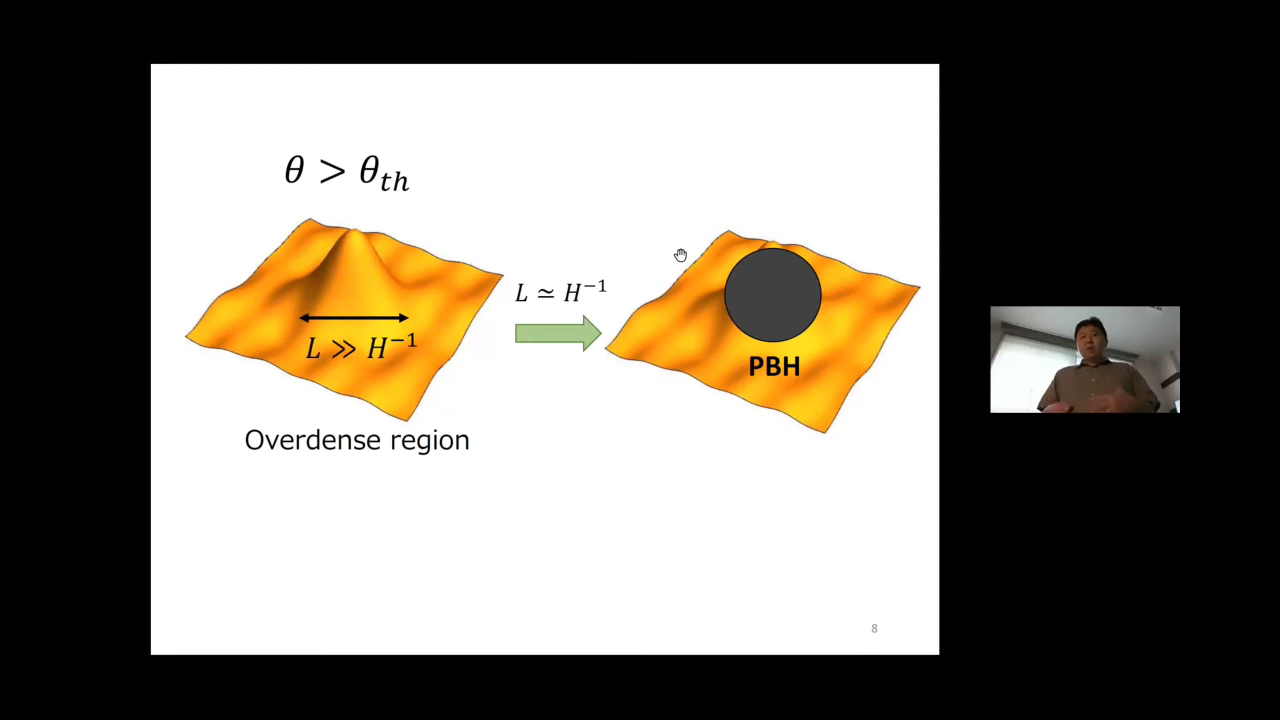 θ > θ_th
L ≫ H⁻¹
Overdense region
L ≃ H⁻¹
PBH
8